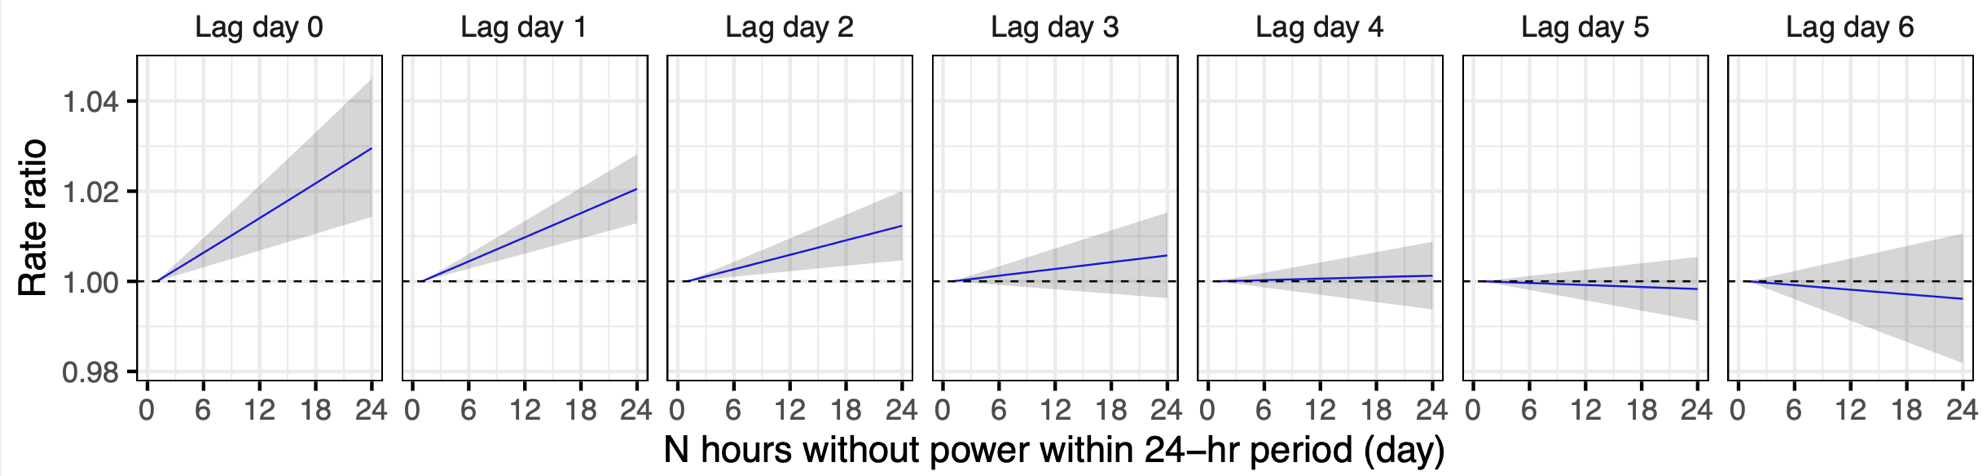 Lag day 0 Lag day 1 Lag day 2 Lag day 3 Lag day 4 Lag day 5 Lag day 6
Rate ratio
1.04
1.02
1.00
0.98
0 6 12 18 24 0 6 12 18 24 0 6 12 18 24 0 6 12 18 24 0 6 12 18 24 0 6 12 18 24 0 6 12 18 24
N hours without power within 24–hr period (day)